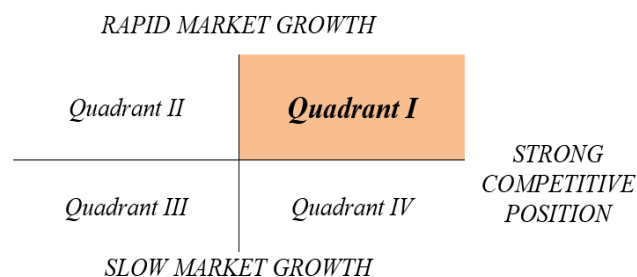 RAPID MARKET GROWTH
Quadrant II
Quadrant I
STRONG
COMPETITIVE
POSITION
Quadrant III
Quadrant IV
SLOW MARKET GROWTH